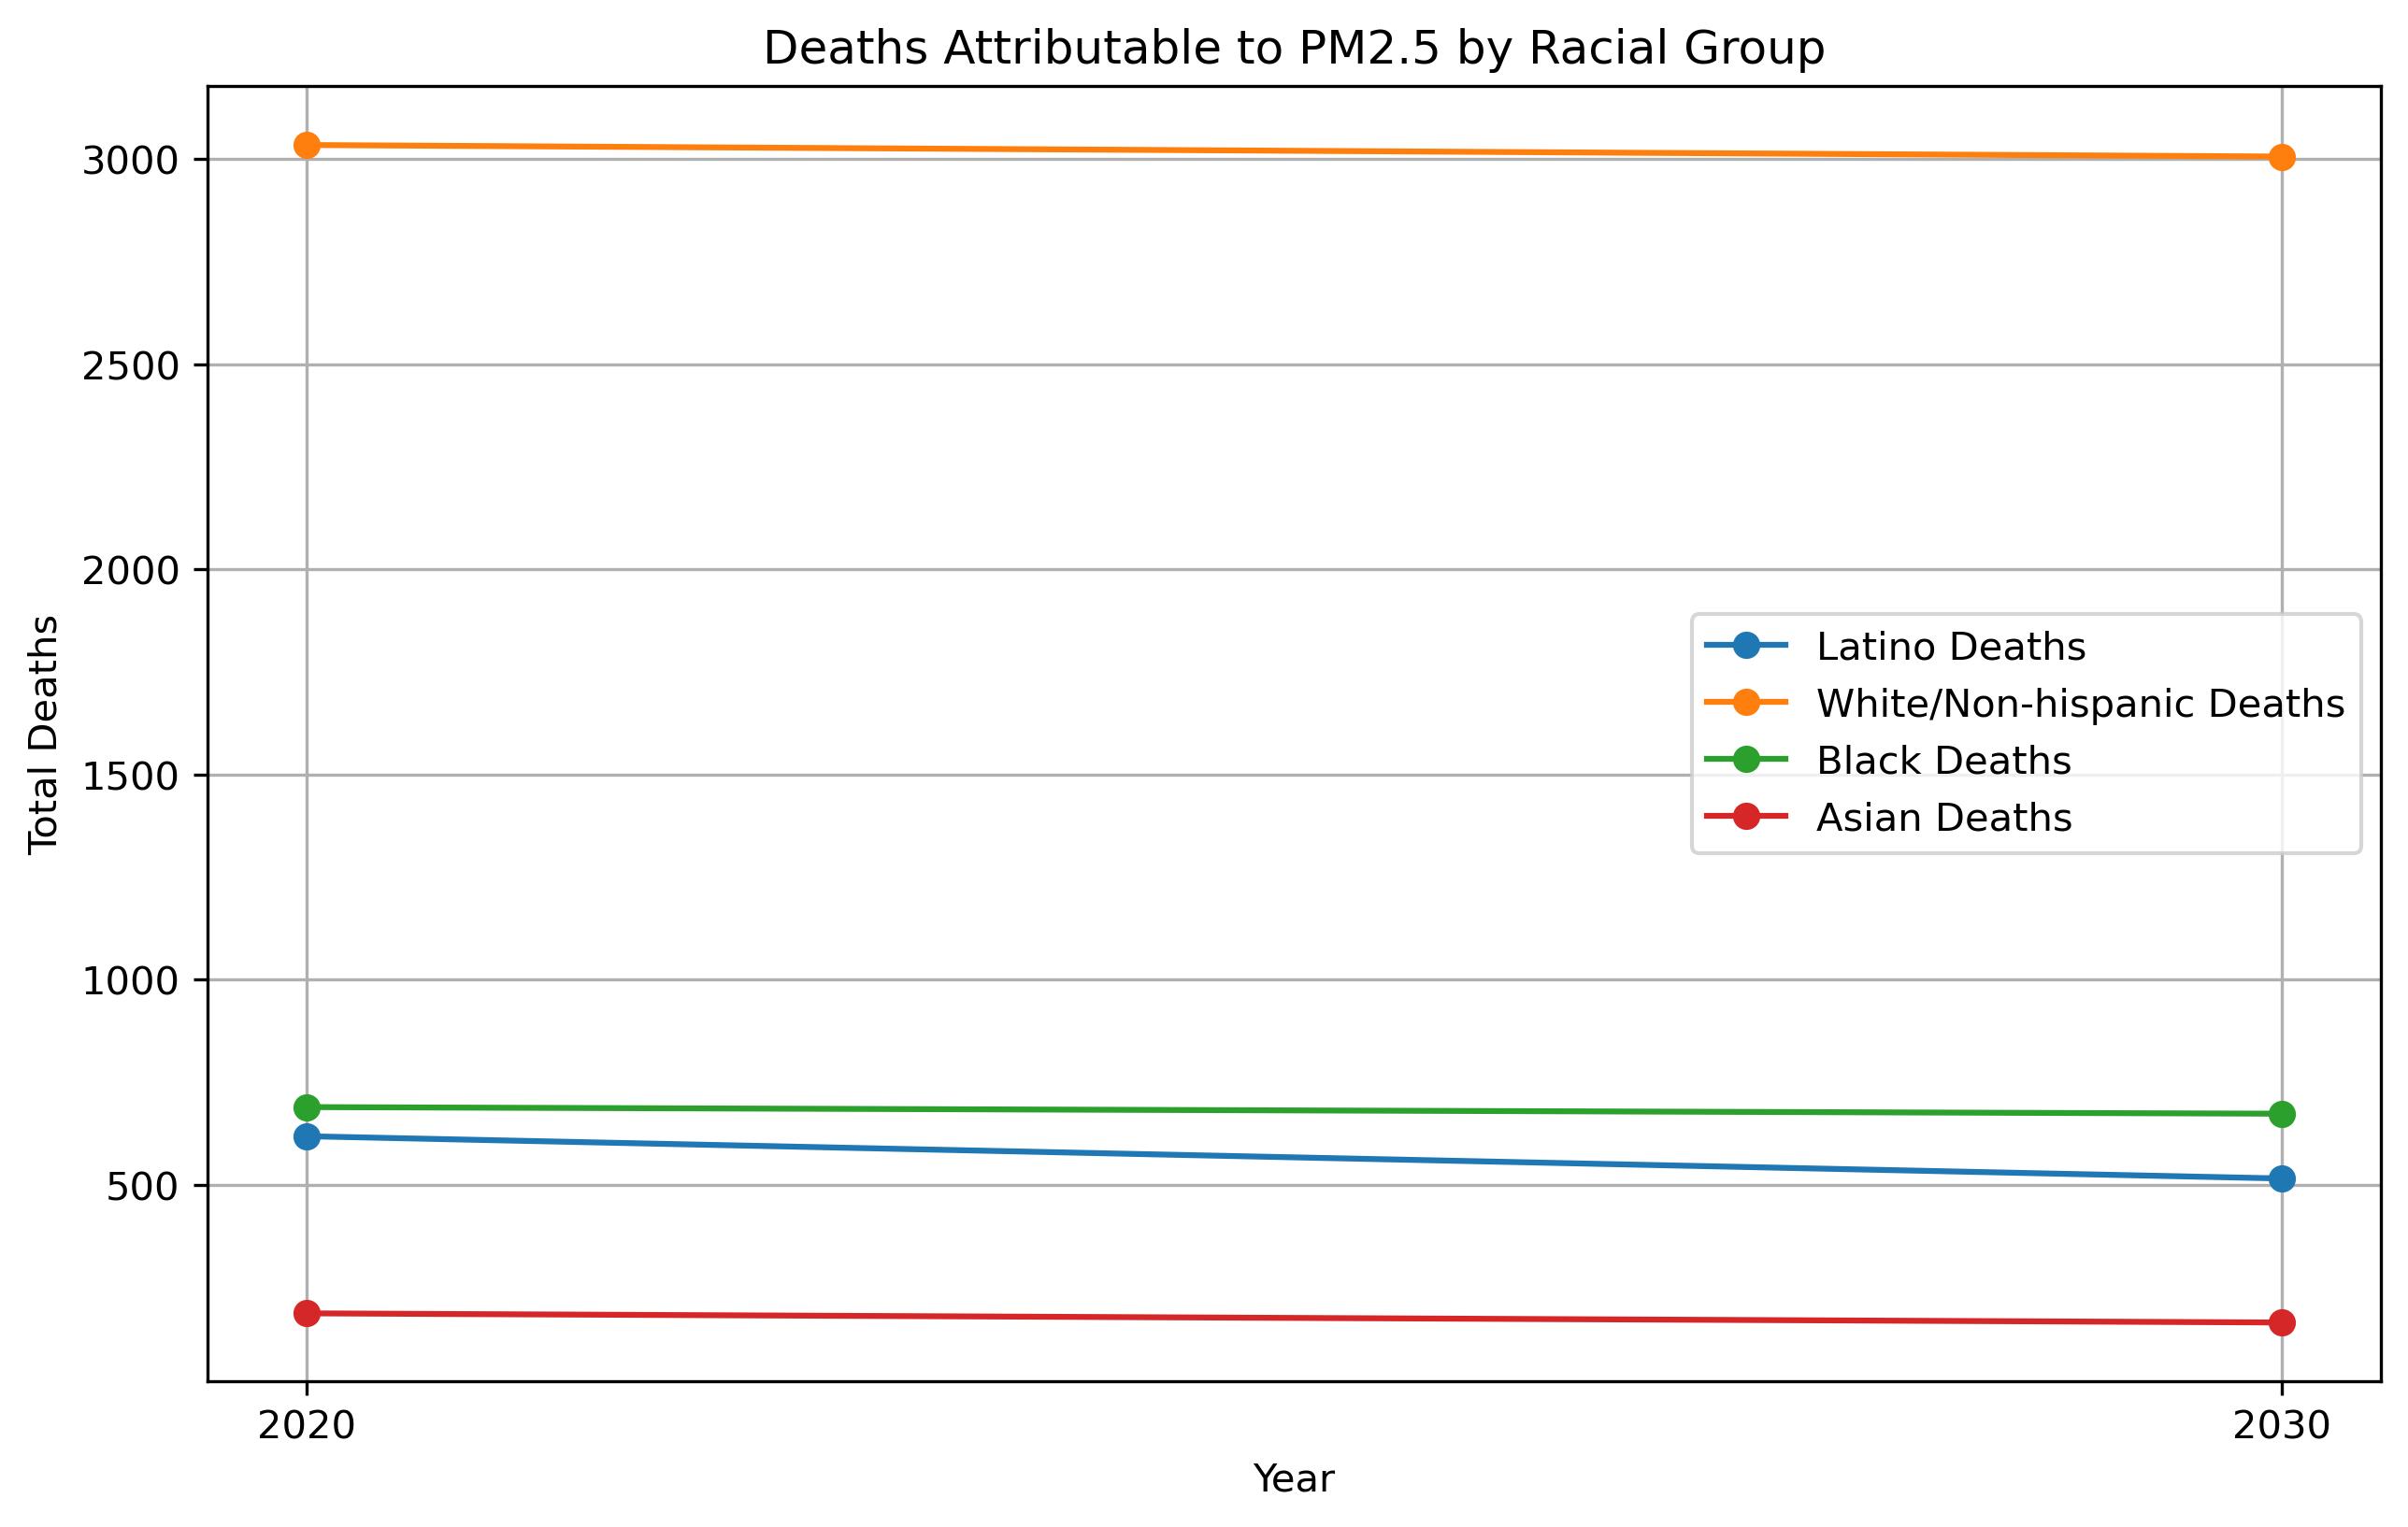 Deaths Attributable to PM2.5 by Racial Group
Total Deaths
3000
2500
2000
1500
1000
500
Latino Deaths
White/Non-hispanic Deaths
Black Deaths
Asian Deaths
2020
2030
Year